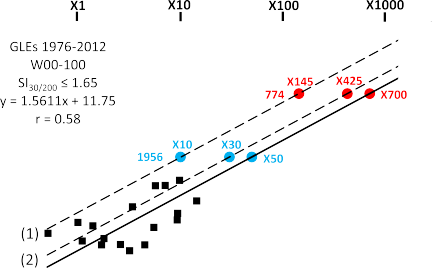 X1 X10 X100 X1000
GLEs 1976-2012
W00-100
SI30/200 ≤ 1.65
y = 1.5611x + 11.75
r = 0.58
X145 X425
774 X700
X10 X30
1956 X50
(1)
(2)